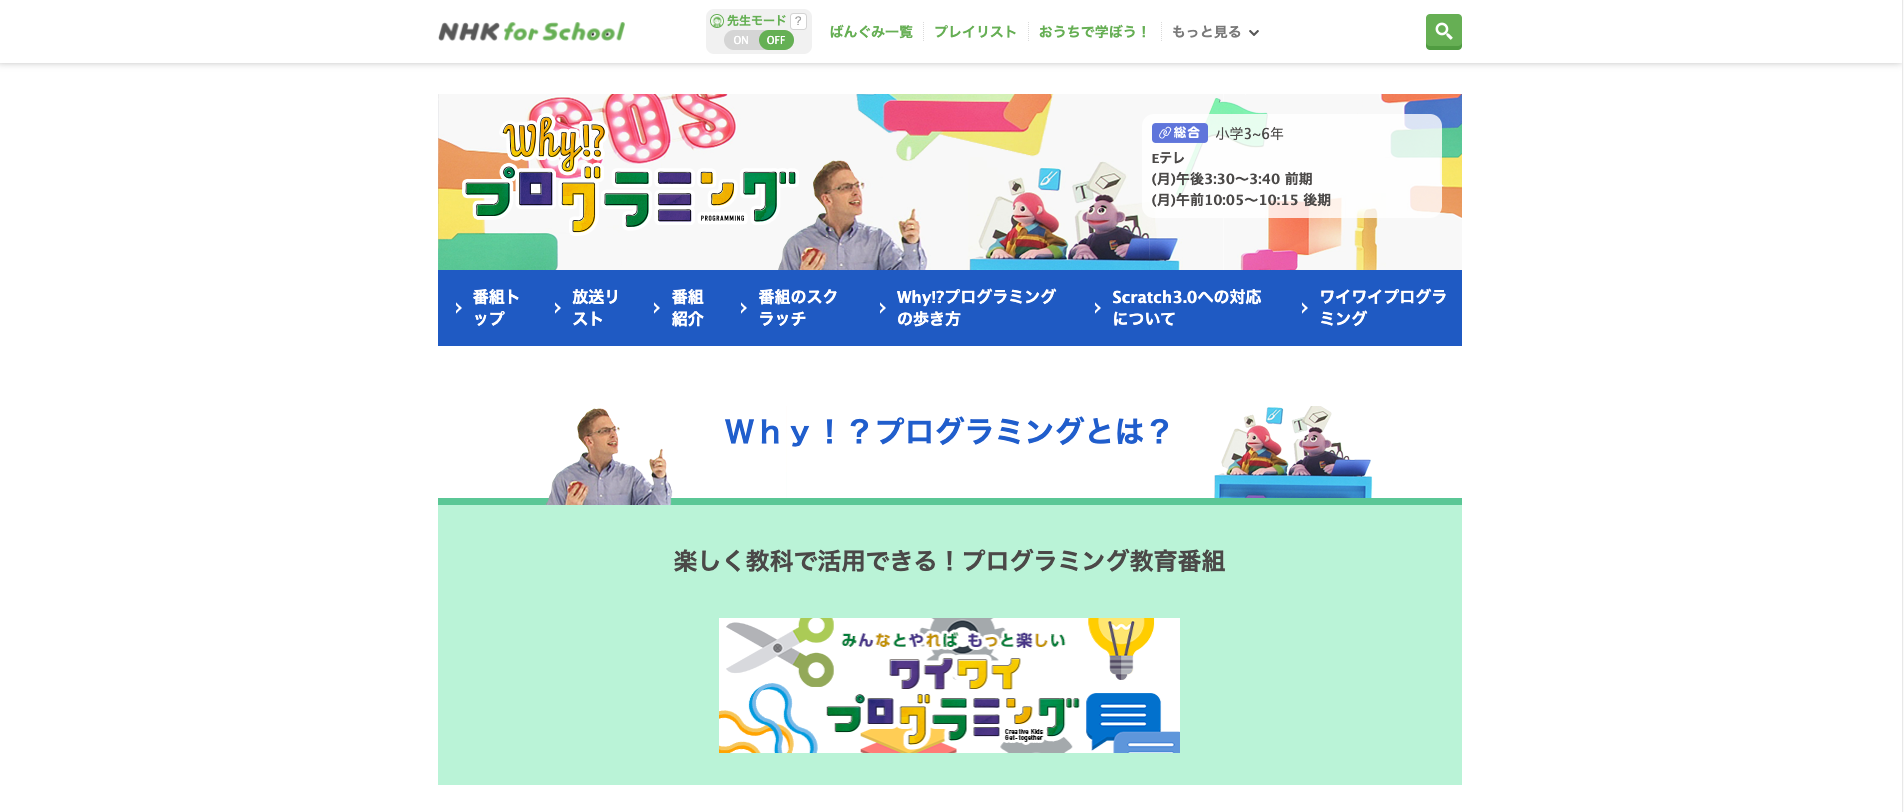 NHK for School
先生モード ?
ON OFF
ばんぐみ一覧
プレイリスト
おうちで学ぼう！
もっと見る
SOS
Why!?
プログラミング
PROGRAMMING
T
総合 小学3~6年
Eテレ
(月)午後3:30〜3:40 前期
(月)午前10:05〜10:15 後期
番組ト
ップ
放送リ
スト
番組
紹介
番組のスク
ラッチ
Why!?プログラミング
の歩き方
Scratch3.0への対応
について
ワイワイプログラ
ミング
Ｗｈｙ！？プログラミングとは？
楽しく教科で活用できる！プログラミング教育番組
みんなとやれば もっと楽しい
ワイワイ
プログラミング
Creative Kids
Get-together